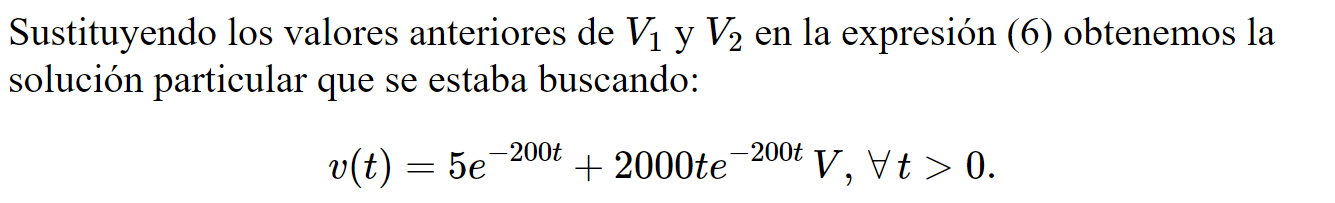 Sustituyendo los valores anteriores de V₁ y V₂ en la expresión (6) obtenemos la
solución particular que se estaba buscando:
v(t) = 5e⁻²⁰⁰ᵗ + 2000te⁻²⁰⁰ᵗ V, ∀ t > 0.